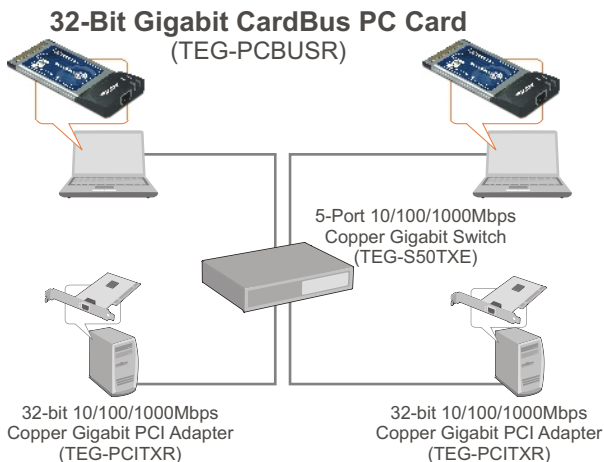 32-Bit Gigabit CardBus PC Card
(TEG-PCBUSR)
5-Port 10/100/1000Mbps
Copper Gigabit Switch
(TEG-S50TXE)
32-bit 10/100/1000Mbps
Copper Gigabit PCI Adapter
(TEG-PCITXR)
32-bit 10/100/1000Mbps
Copper Gigabit PCI Adapter
(TEG-PCITXR)